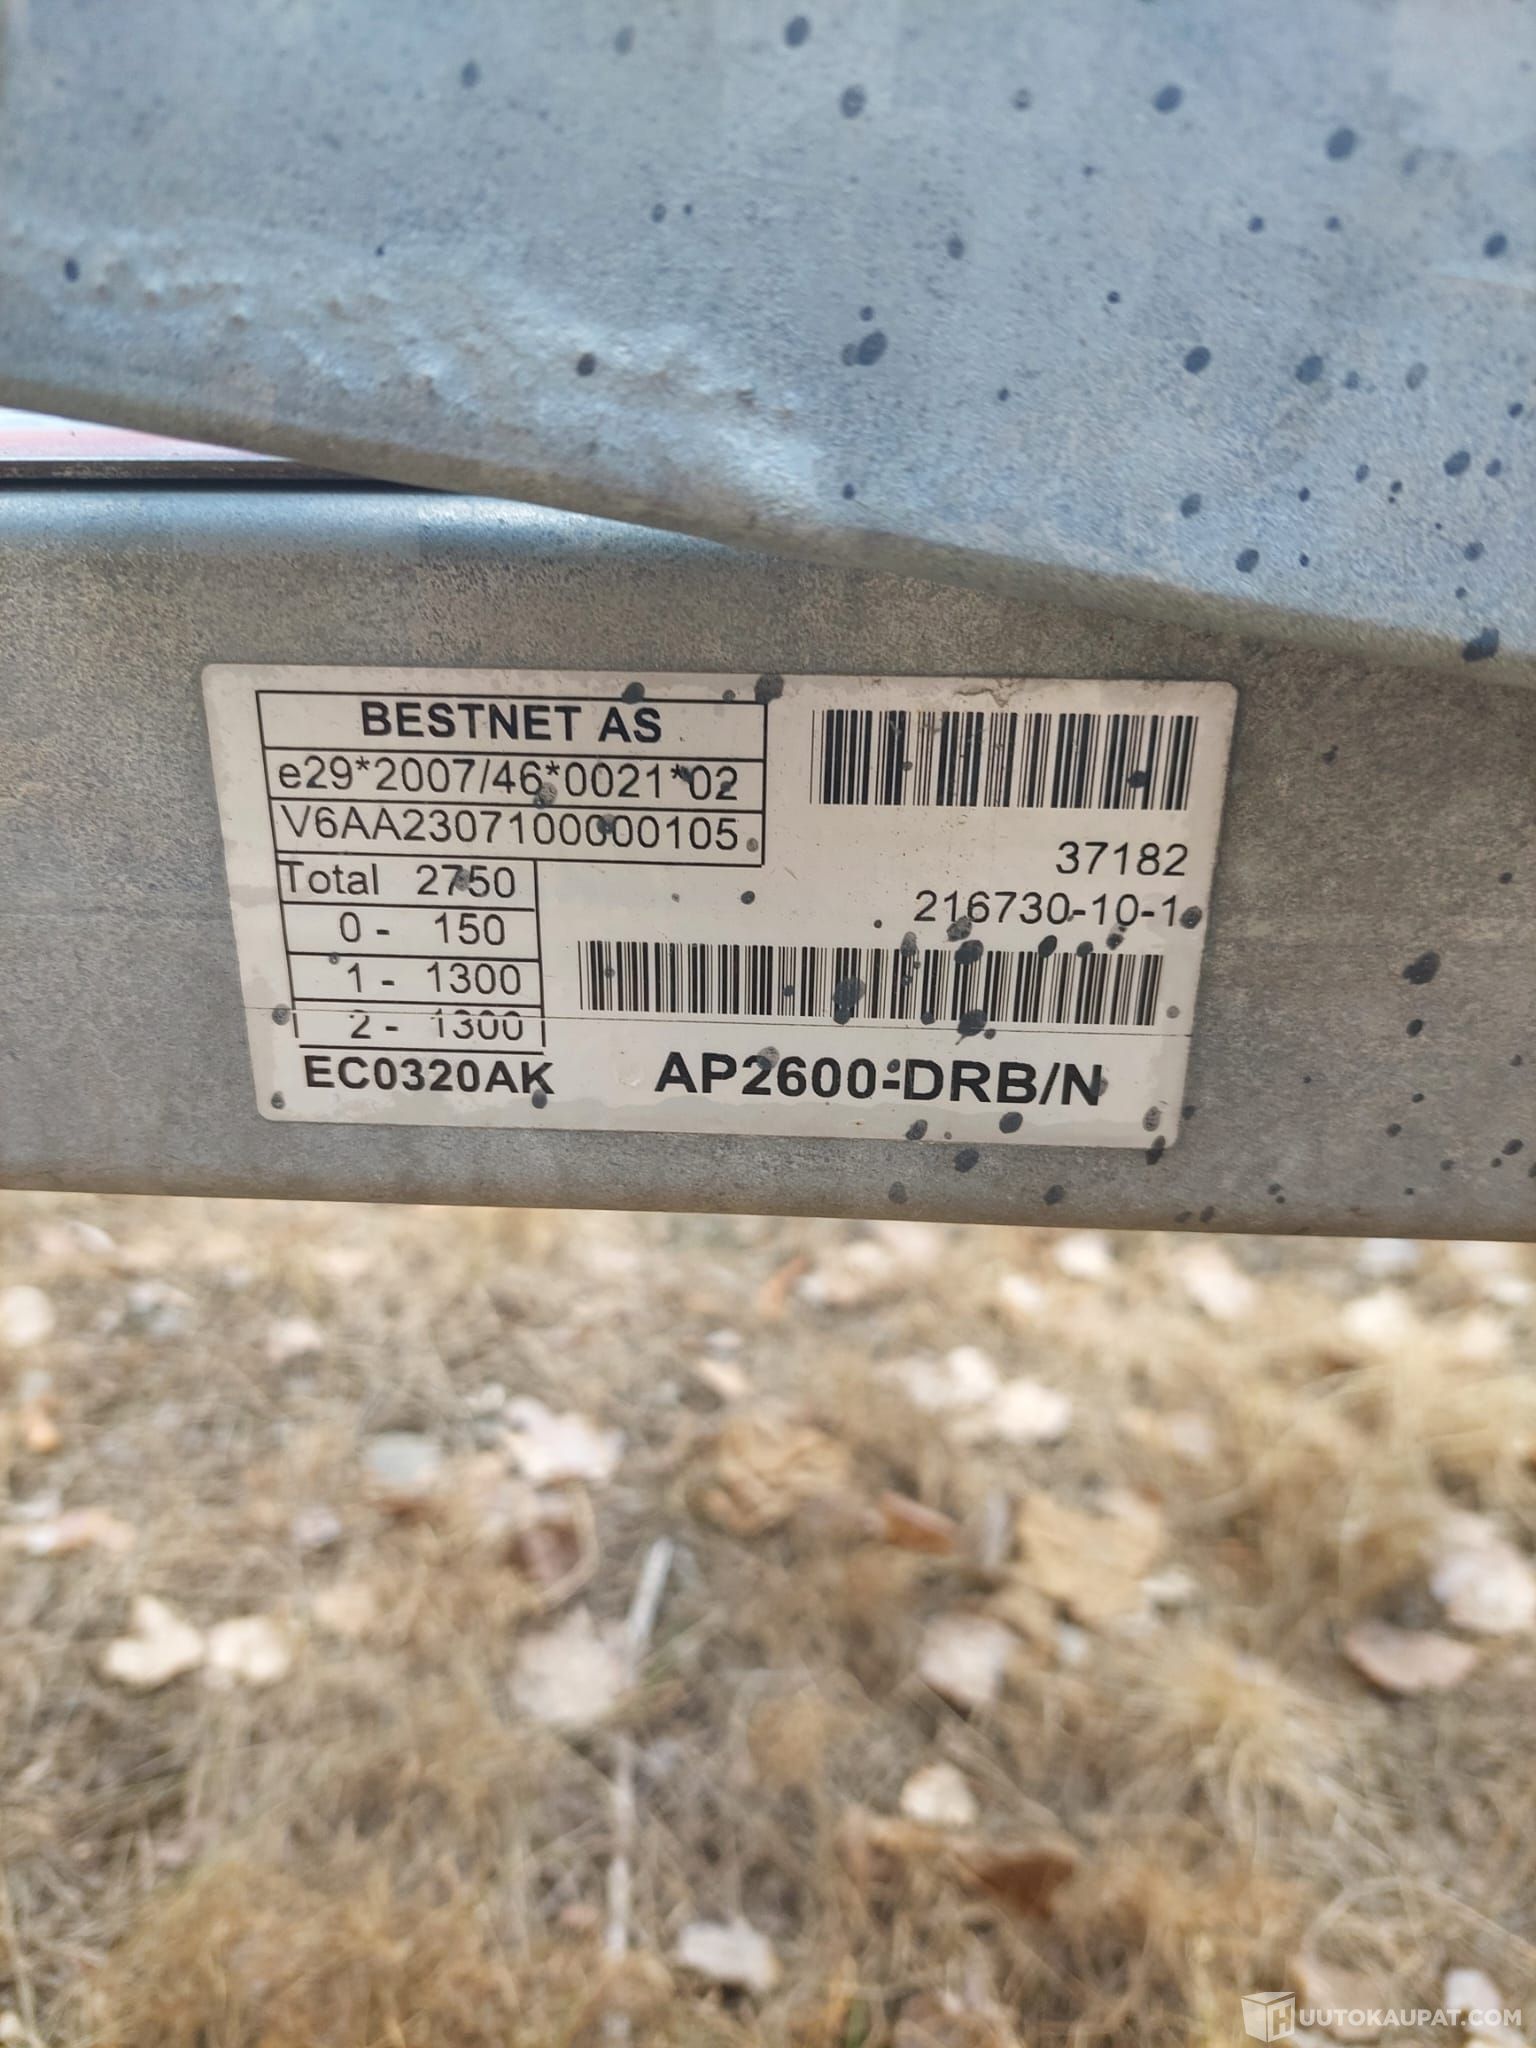 BESTNET AS
e29*2007/46*0021*02
V6AA2307100000105
Total 2750
0 - 150
1 - 1300
2 - 1300
EC0320AK
37182
216730-10-1
AP2600-DRB/N
HUUTOKAUPAT.COM